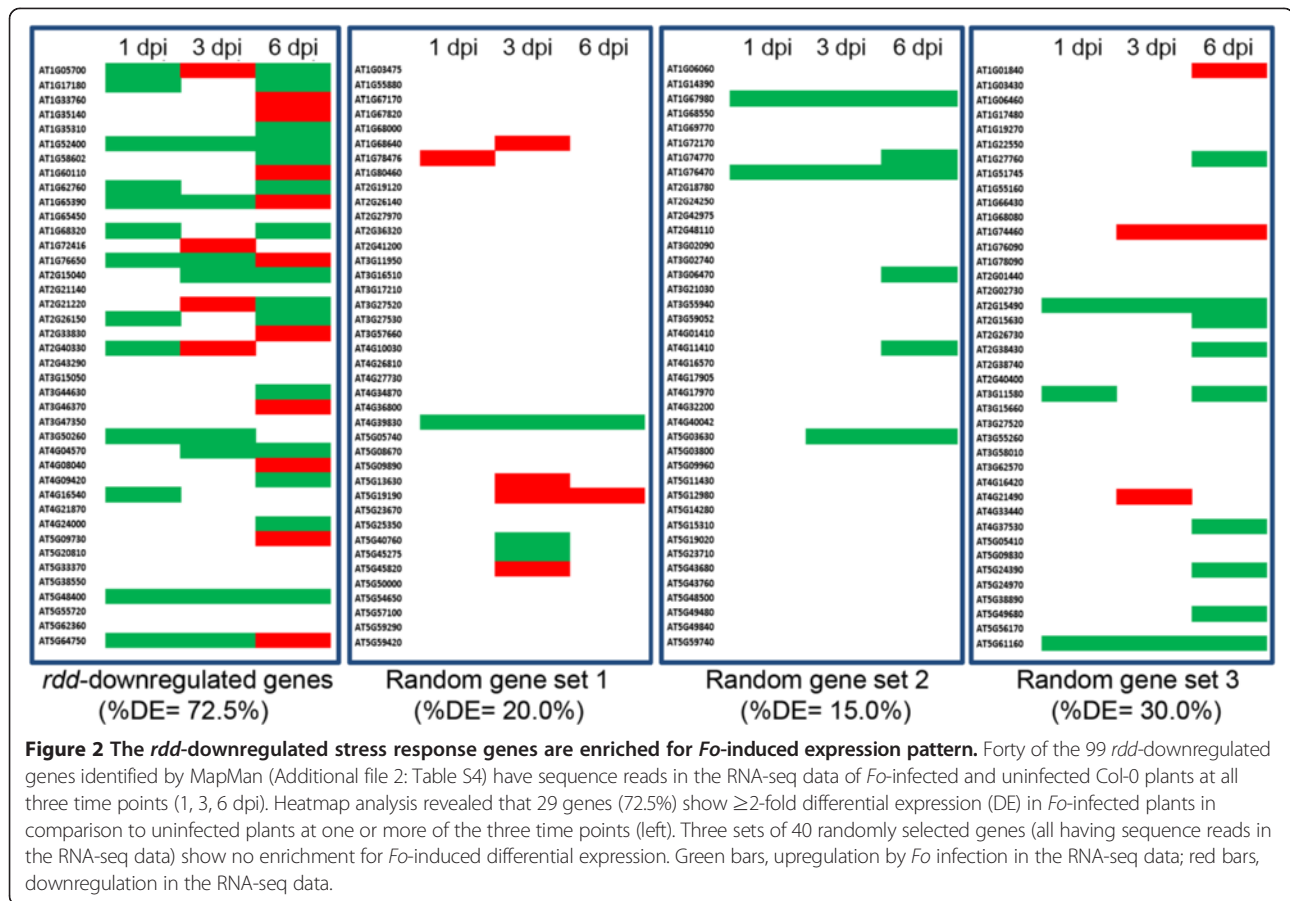 1 dpi 3 dpi 6 dpi
AT1G05700
AT1G17180
AT1G33760
AT1G35140
AT1G35310
AT1G52400
AT1G58602
AT1G60110
AT1G62760
AT1G65390
AT1G65450
AT1G68320
AT1G72416
AT1G76650
AT2G15040
AT2G21140
AT2G21220
AT2G26150
AT2G33830
AT2G40330
AT2G43290
AT3G15050
AT3G44630
AT3G46370
AT3G47350
AT3G50260
AT4G04570
AT4G08040
AT4G09420
AT4G16540
AT4G21870
AT4G24000
AT5G09730
AT5G20810
AT5G33370
AT5G38550
AT5G48400
AT5G55720
AT5G62360
AT5G64750
rdd-downregulated genes
(%DE= 72.5%)
1 dpi 3 dpi 6 dpi
AT1G03475
AT1G55880
AT1G67170
AT1G67820
AT1G68000
AT1G68640
AT1G78476
AT1G80460
AT2G19120
AT2G26140
AT2G27970
AT2G36320
AT2G41200
AT3G11950
AT3G16510
AT3G17210
AT3G27520
AT3G27530
AT3G57660
AT4G10030
AT4G26810
AT4G27730
AT4G34870
AT4G36800
AT4G39830
AT5G05740
AT5G08670
AT5G09890
AT5G13630
AT5G19190
AT5G23670
AT5G25350
AT5G40760
AT5G45275
AT5G45820
AT5G50000
AT5G54650
AT5G57100
AT5G59290
AT5G59420
Random gene set 1
(%DE= 20.0%)
1 dpi 3 dpi 6 dpi
AT1G06060
AT1G14390
AT1G67980
AT1G68550
AT1G69770
AT1G72170
AT1G74770
AT1G76470
AT2G18780
AT2G24250
AT2G42975
AT2G48110
AT3G02090
AT3G02740
AT3G06470
AT3G21030
AT3G55940
AT3G59052
AT4G01410
AT4G11410
AT4G16570
AT4G17905
AT4G17970
AT4G32200
AT4G40042
AT5G03630
AT5G03800
AT5G09960
AT5G11430
AT5G12980
AT5G14280
AT5G15310
AT5G19020
AT5G23710
AT5G43680
AT5G43760
AT5G48500
AT5G49480
AT5G49840
AT5G59740
Random gene set 2
(%DE= 15.0%)
1 dpi 3 dpi 6 dpi
AT1G01840
AT1G03430
AT1G06460
AT1G17480
AT1G19270
AT1G22550
AT1G27760
AT1G51745
AT1G55160
AT1G66430
AT1G68080
AT1G74460
AT1G76090
AT1G78090
AT2G01440
AT2G02730
AT2G15490
AT2G15630
AT2G26730
AT2G38430
AT2G38740
AT2G40400
AT3G11580
AT3G15660
AT3G27520
AT3G55260
AT3G58010
AT3G62570
AT4G16420
AT4G21490
AT4G33440
AT4G37530
AT5G05410
AT5G09830
AT5G24390
AT5G24970
AT5G38890
AT5G49680
AT5G56170
AT5G61160
Random gene set 3
(%DE= 30.0%)
Figure 2 The rdd-downregulated stress response genes are enriched for Fo-induced expression pattern. Forty of the 99 rdd-downregulated
genes identified by MapMan (Additional file 2: Table S4) have sequence reads in the RNA-seq data of Fo-infected and uninfected Col-0 plants at all
three time points (1, 3, 6 dpi). Heatmap analysis revealed that 29 genes (72.5%) show ≥2-fold differential expression (DE) in Fo-infected plants in
comparison to uninfected plants at one or more of the three time points (left). Three sets of 40 randomly selected genes (all having sequence reads in
the RNA-seq data) show no enrichment for Fo-induced differential expression. Green bars, upregulation by Fo infection in the RNA-seq data; red bars,
downregulation in the RNA-seq data.